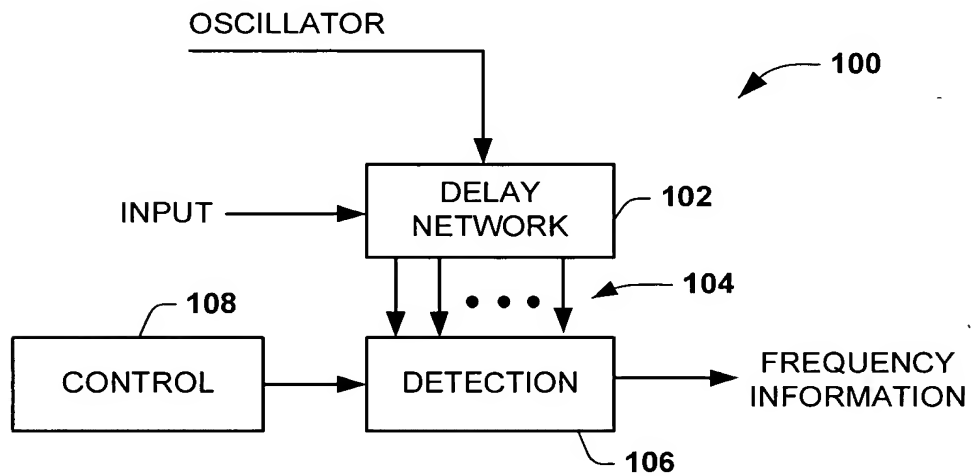 OSCILLATOR
100
DELAY
NETWORK
102
INPUT
104
108
CONTROL
DETECTION
FREQUENCY
INFORMATION
106